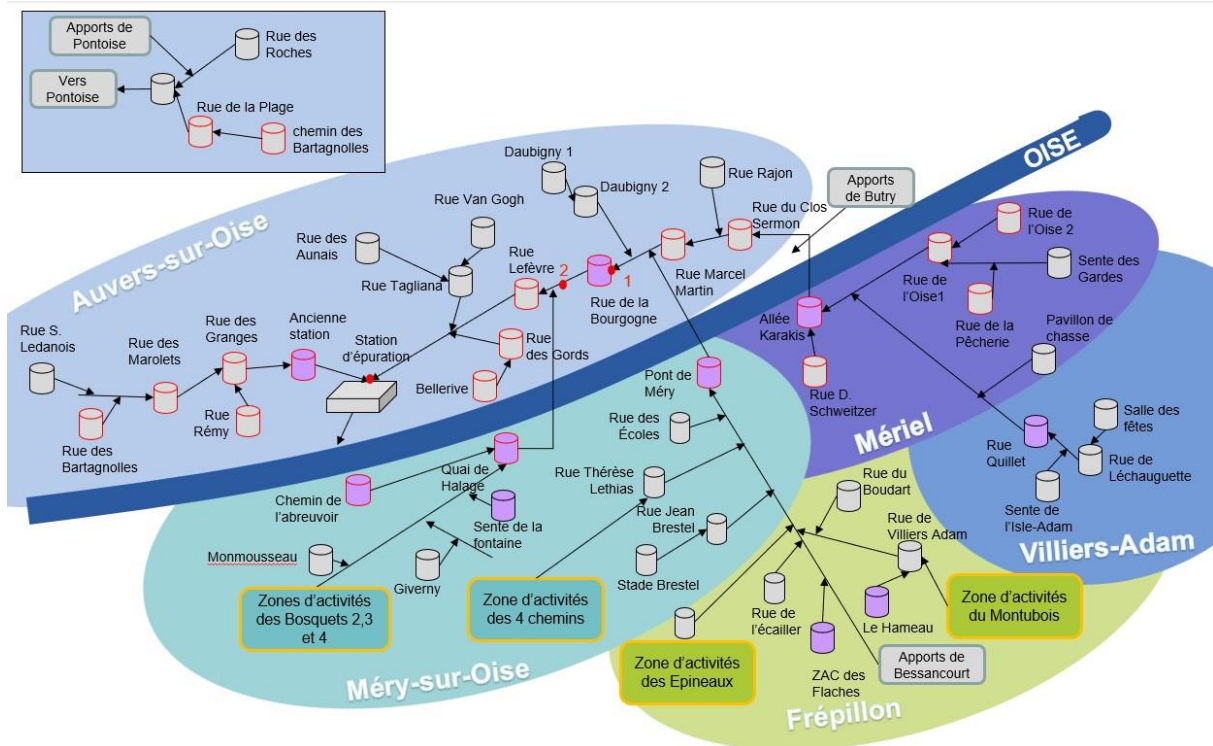 Apports de
Pontoise
Rue des
Roches
Vers
Pontoise
Rue de la Plage
chemin des
Bartagnolles
Auvers-sur-Oise
Daubigny 1
Daubigny 2
Rue Rajon
Apports
de Butry
OISE
Rue Van Gogh
Rue du Clos
Sermon
Rue des
Aunais
Rue
Lefèvre
2
1
Rue Marcel
Martin
Rue de la
Bourgogne
Rue Tagliana
Rue de
l'Oise 2
Rue de
l'Oise1
Sente des
Gardes
Rue de la
Pêcherie
Allée
Karakis
Pavillon de
chasse
Rue S.
Ledanois
Rue des
Marolets
Rue des
Granges
Ancienne
station
Station
d'épuration
Rue
des Gords
Bellerive
Rue
Rémy
Rue des
Bartagnolles
Pont de
Méry
Rue D.
Schweitzer
Mériel
Rue des
Écoles
Rue
Quillet
Salle des
fêtes
Rue de
Léchauguette
Sente de
l'Isle-Adam
Villiers-Adam
Chemin de
l'abreuvoir
Quai de
Halage
Sente de la
fontaine
Rue Thérèse
Lethias
Rue Jean
Brestel
Stade Brestel
Rue du
Boudart
Rue de
Villiers Adam
Monmousseau
Giverny
Zones d'activités
des Bosquets 2,3
et 4
Zone d'activités
des 4 chemins
Zone d'activités
des Epineaux
Rue de
l'écailler
Le Hameau
Zone d'activités
du Montubois
ZAC des
Flaches
Apports de
Bessancourt
Méry-sur-Oise
Frépillon